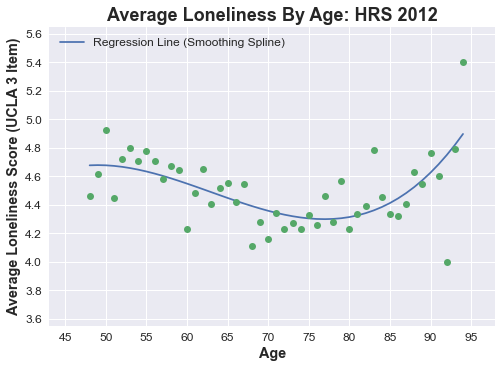 Average Loneliness By Age: HRS 2012
Average Loneliness Score (UCLA 3 Item)
Regression Line (Smoothing Spline)
5.6
5.4
5.2
5.0
4.8
4.6
4.4
4.2
4.0
3.8
3.6
45 50 55 60 65 70 75 80 85 90 95
Age